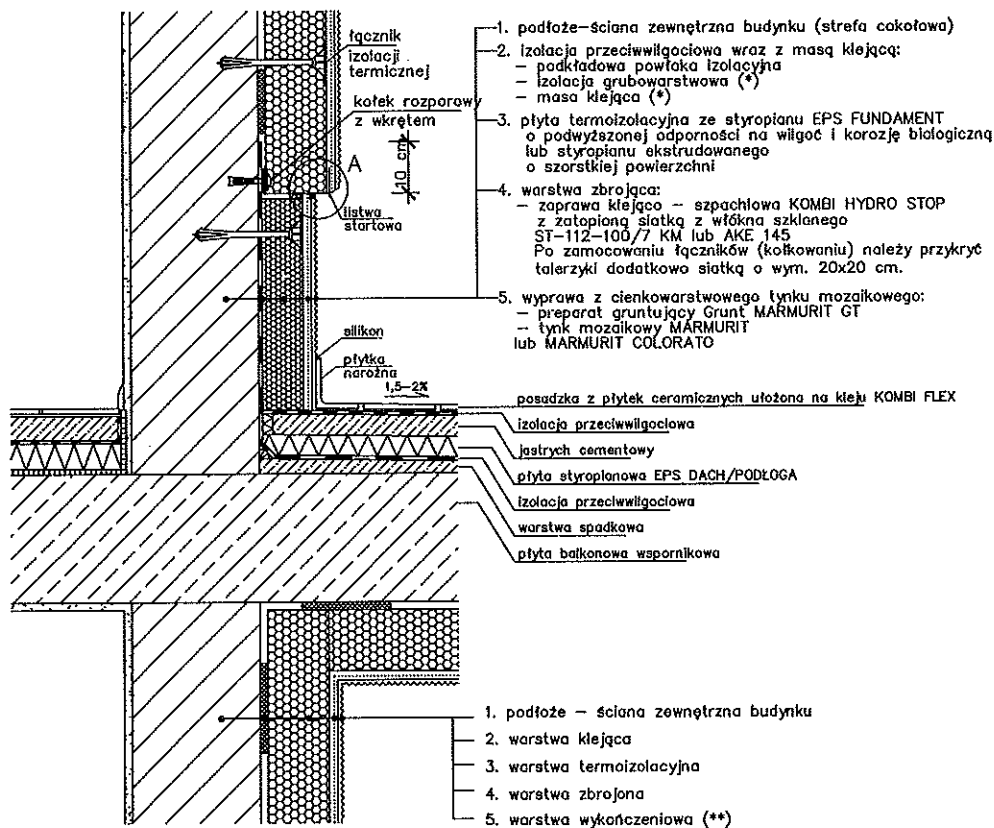 łącznik
izolacji
termicznej
kołek rozporowy
z wkrętem
A
10 cm
listwa
startowa
silikon
płytka
narożna
1,5-2%
1. podłoże-ściana zewnętrzna budynku (strefa cokołowa)
2. izolacja przeciwwilgociowa wraz z masą klejącą:
- podkładowa powłoka izolacyjna
- izolacja grubowarstwowa (*)
- masa klejąca (*)
3. płyta termoizolacyjna ze styropianu EPS FUNDAMENT
o podwyższonej odporności na wilgoć i korozję biologiczną
lub styropianu ekstrudowanego
o szorstkiej powierzchni
4. warstwa zbrojąca:
- zaprawa klejąco - szpachlowa KOMBI HYDRO STOP
z zatopioną siatką z włókna szklanego
ST-112-100/7 KM lub AKE 145
Po zamocowaniu łączników (kołkowaniu) należy przykryć
talerzyki dodatkowo siatką o wym. 20x20 cm.
5. wyprawa z cienkowarstwowego tynku mozaikowego:
- preparat gruntujący Grunt MARMURIT GT
- tynk mozaikowy MARMURIT
lub MARMURIT COLORATO
posadzka z płytek ceramicznych ułożona na kleju KOMBI FLEX
izolacja przeciwwilgociowa
jastrych cementowy
płyta styropianowa EPS DACH/PODŁOGA
izolacja przeciwwilgociowa
warstwa spadkowa
płyta balkonowa wspornikowa
1. podłoże - ściana zewnętrzna budynku
2. warstwa klejąca
3. warstwa termoizolacyjna
4. warstwa zbrojona
5. warstwa wykończeniowa (**)